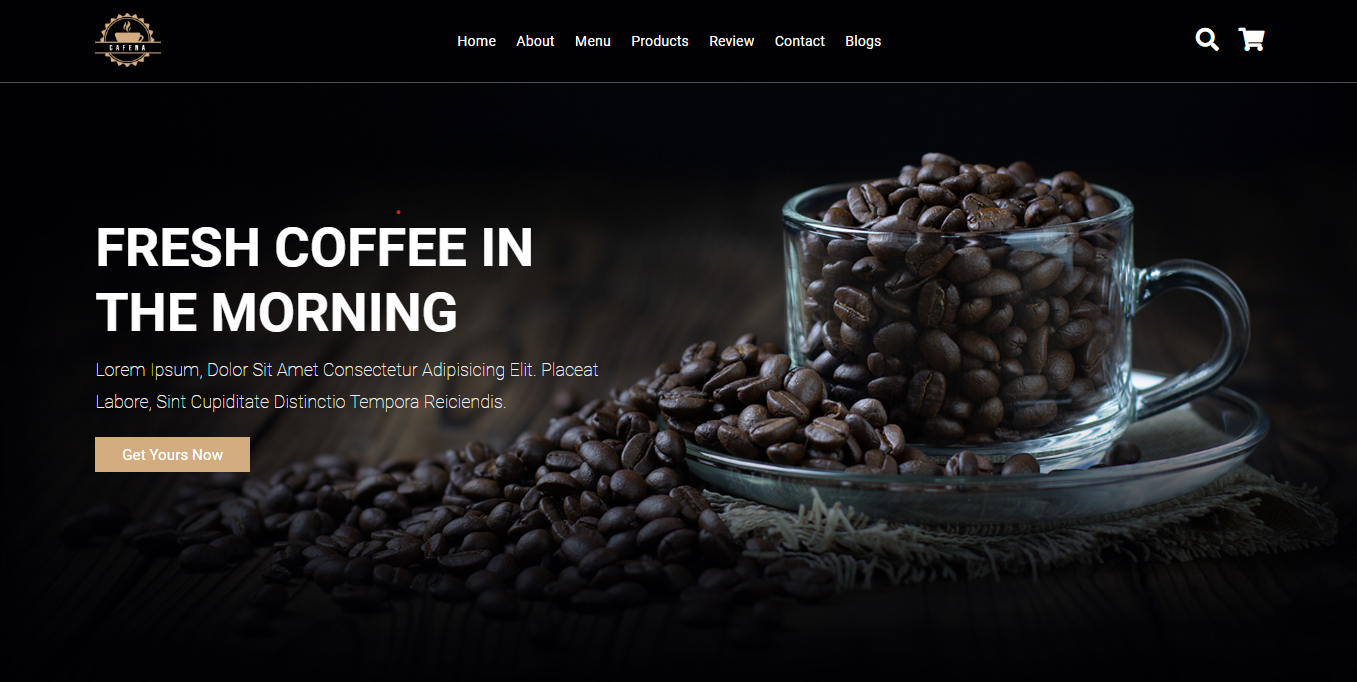 CAFENA
Home About Menu Products Review Contact Blogs
FRESH COFFEE IN
THE MORNING
Lorem Ipsum, Dolor Sit Amet Consectetur Adipisicing Elit. Placeat
Labore, Sint Cupiditate Distinctio Tempora Reiciendis.
Get Yours Now